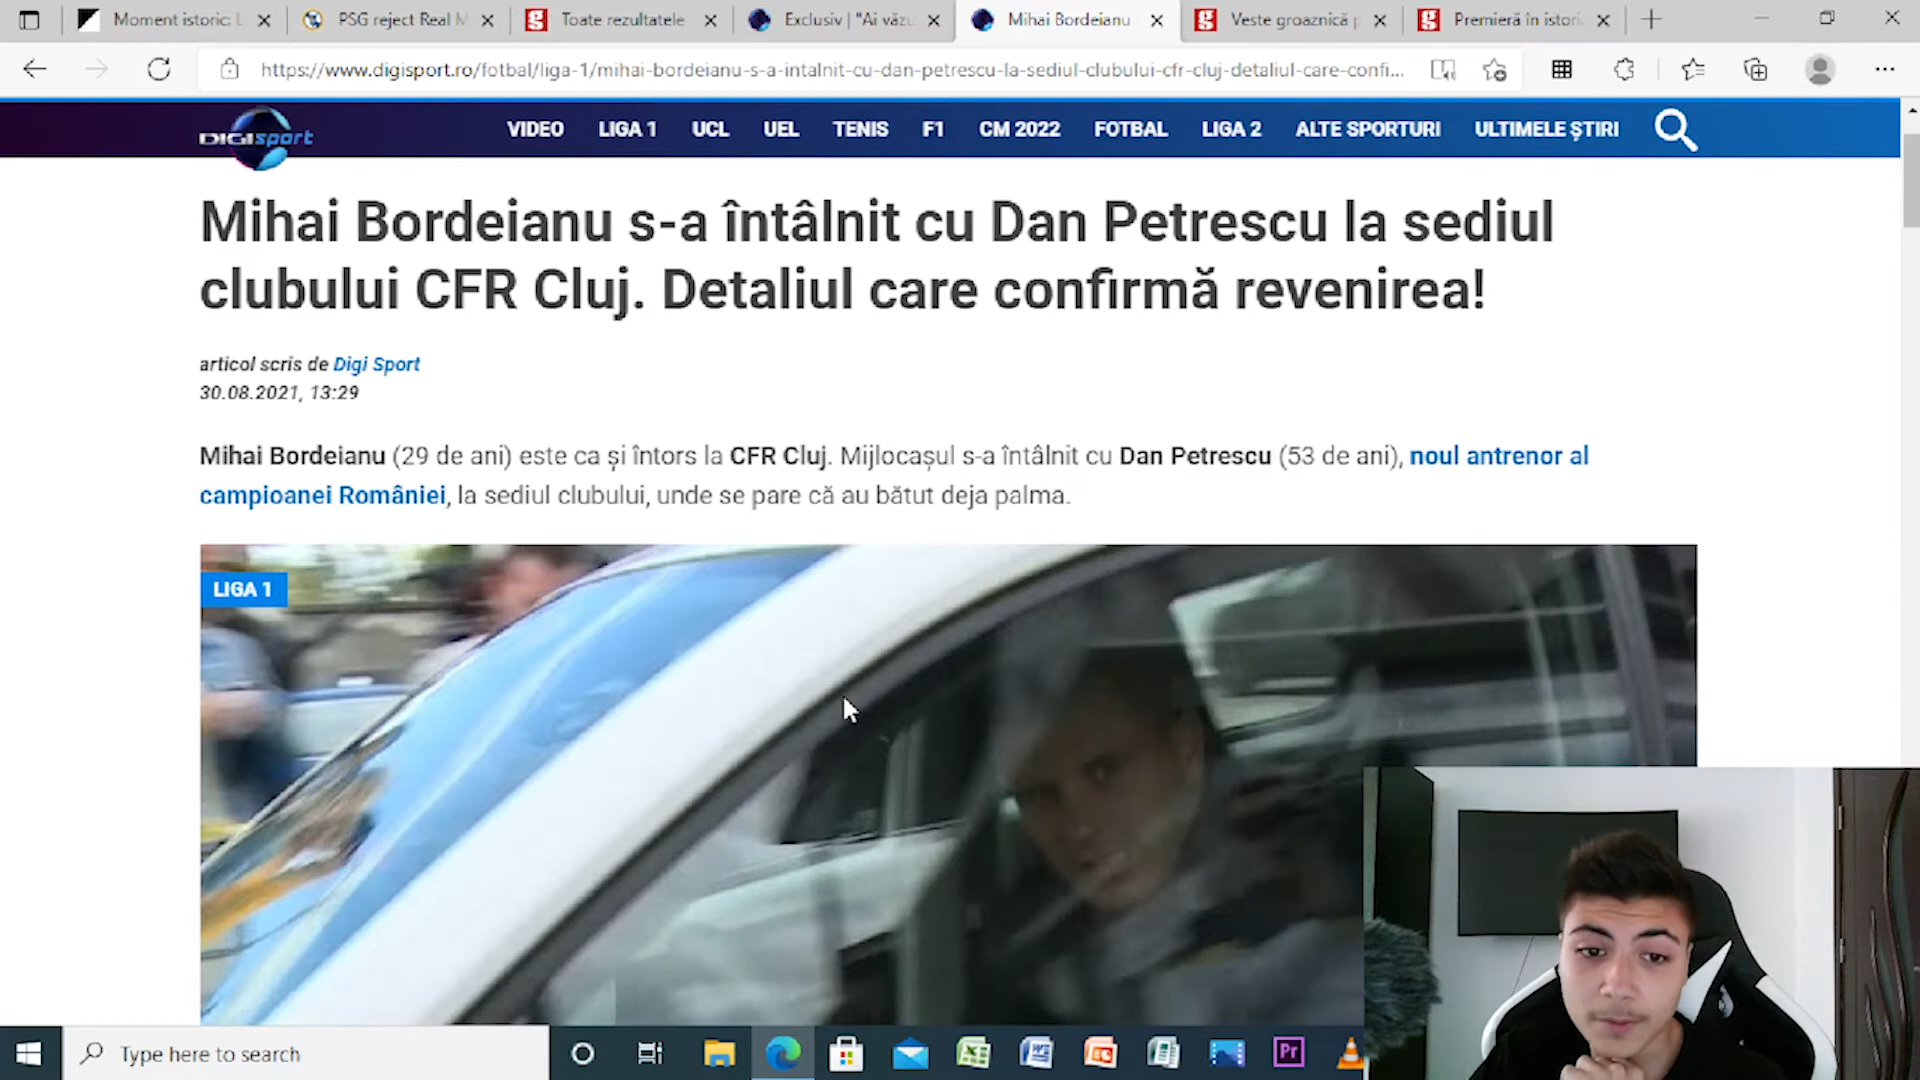 Moment istoric: L
PSG reject Real M
Toate rezultatele
Exclusiv | "Ai văzu
Mihai Bordeianu
Veste groaznică p
Premieră în istori
https://www.digisport.ro/fotbal/liga-1/mihai-bordeianu-s-a-intalnit-cu-dan-petrescu-la-sediul-clubului-cfr-cluj-detaliul-care-confi...
DIGI sport
VIDEO LIGA 1 UCL UEL TENIS F1 CM 2022 FOTBAL LIGA 2 ALTE SPORTURI ULTIMELE ȘTIRI
Mihai Bordeianu s-a întâlnit cu Dan Petrescu la sediul
clubului CFR Cluj. Detaliul care confirmă revenirea!
articol scris de Digi Sport
30.08.2021, 13:29
Mihai Bordeianu (29 de ani) este ca și întors la CFR Cluj. Mijlocașul s-a întâlnit cu Dan Petrescu (53 de ani), noul antrenor al
campioanei României, la sediul clubului, unde se pare că au bătut deja palma.
LIGA 1
Type here to search
Pr